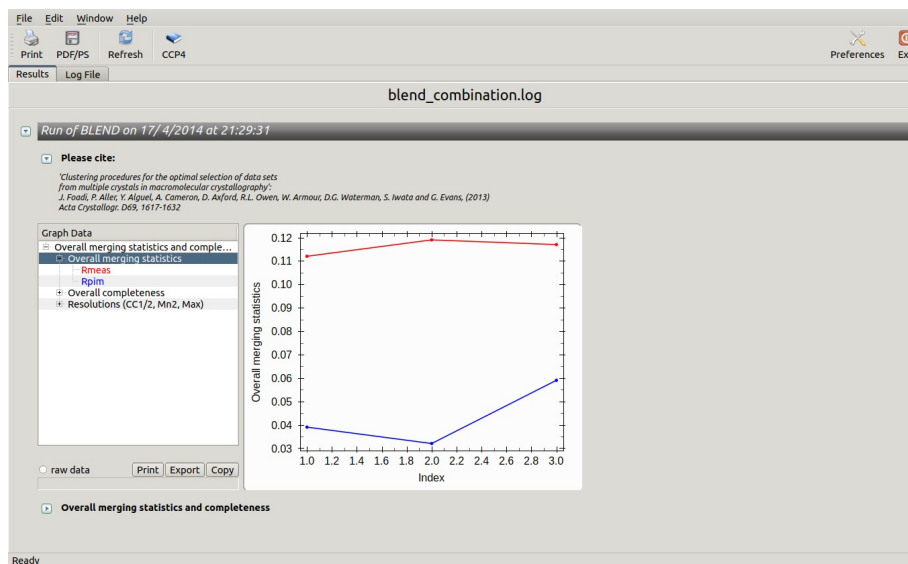 File Edit Window Help
Print PDF/PS Refresh CCP4 Preferences
Results Log File
blend_combination.log
Run of BLEND on 17/ 4/2014 at 21:29:31
Please cite:
'Clustering procedures for the optimal selection of data sets
from multiple crystals in macromolecular crystallography':
J. Foadi, P. Aller, Y. Alguel, A. Cameron, D. Axford, R.L. Owen, W. Armour, D.G. Waterman, S. Iwata and G. Evans, (2013)
Acta Crystallogr. D69, 1617-1632
Graph Data
Overall merging statistics and comple...
Overall merging statistics
Rmeas
Rpim
Overall completeness
Resolutions (CC1/2, Mn2, Max)
raw data Print Export Copy
0.12
0.11
0.10
0.09
0.08
0.07
0.06
0.05
0.04
0.03
Overall merging statistics
1.0 1.2 1.4 1.6 1.8 2.0 2.2 2.4 2.6 2.8 3.0
Index
Overall merging statistics and completeness
Ready